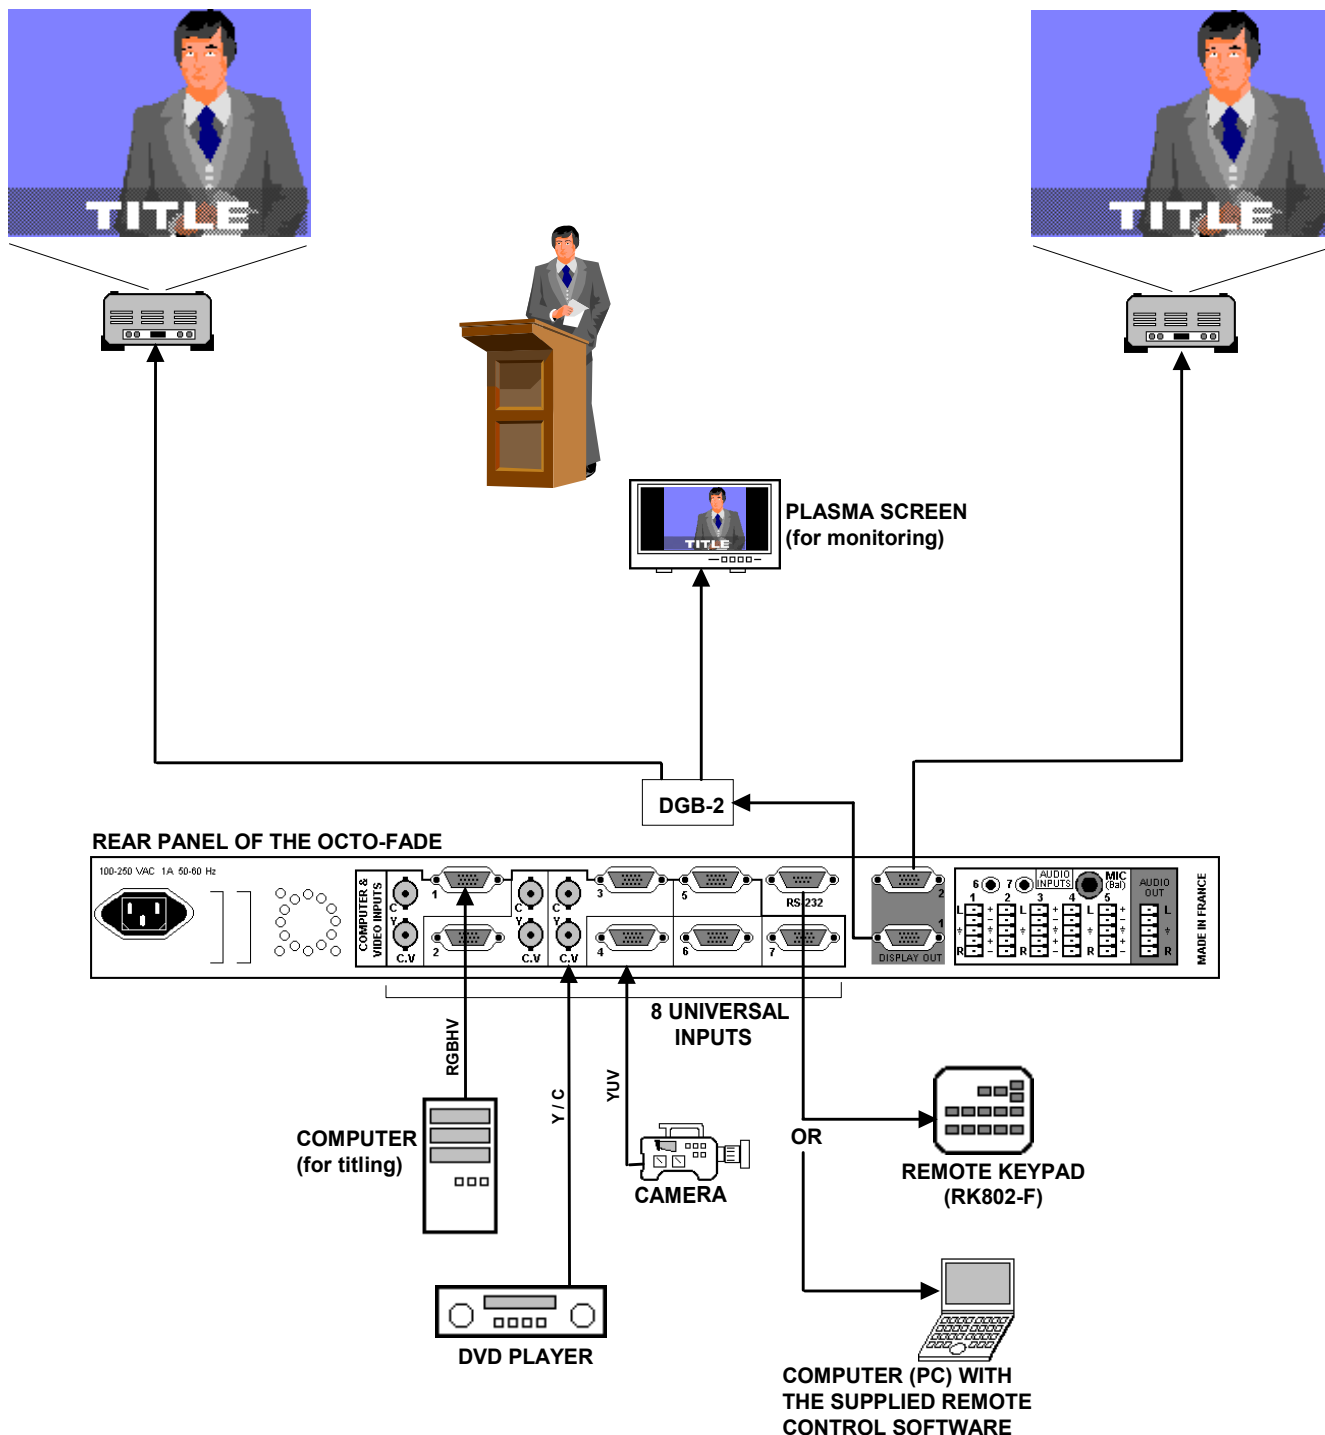 TITLE
TITLE
TITLE
PLASMA SCREEN
(for monitoring)
DGB-2
REAR PANEL OF THE OCTO-FADE
100-250 VAC 1A 50-60 Hz
COMPUTER &
VIDEO INPUTS
C
Y
C.V
1
2
C
Y
C.V
C
Y
C.V
3
4
5
6
RS-232
7
2
1
DISPLAY OUT
6
7
AUDIO
INPUTS
MIC
(Bal)
AUDIO
OUT
1 2 3 4 5
L + L + L
- -
+ +
R - R - R
MADE IN FRANCE
8 UNIVERSAL
INPUTS
RGBHV
Y / C
YUV
COMPUTER
(for titling)
CAMERA
OR
REMOTE KEYPAD
(RK802-F)
DVD PLAYER
COMPUTER (PC) WITH
THE SUPPLIED REMOTE
CONTROL SOFTWARE